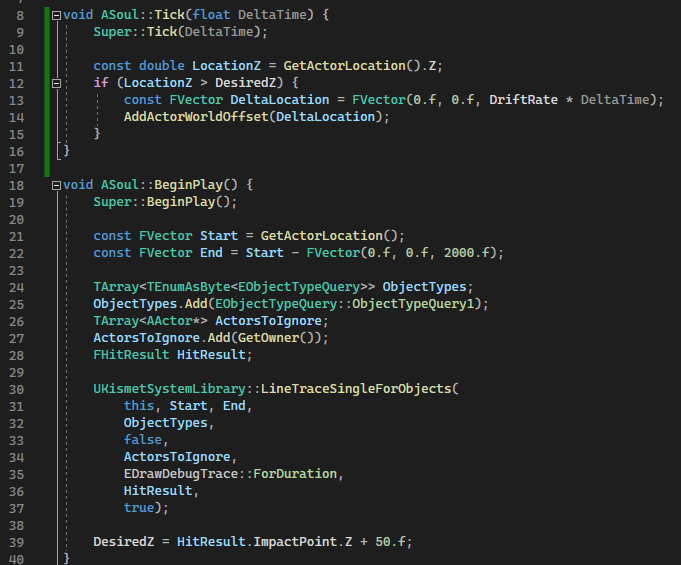 8 void ASoul::Tick(float DeltaTime) {
9     Super::Tick(DeltaTime);
10
11     const double LocationZ = GetActorLocation().Z;
12     if (LocationZ > DesiredZ) {
13         const FVector DeltaLocation = FVector(0.f, 0.f, DriftRate * DeltaTime);
14         AddActorWorldOffset(DeltaLocation);
15     }
16 }
17
18 void ASoul::BeginPlay() {
19     Super::BeginPlay();
20
21     const FVector Start = GetActorLocation();
22     const FVector End = Start - FVector(0.f, 0.f, 2000.f);
23
24     TArray<TEnumAsByte<EObjectTypeQuery>> ObjectTypes;
25     ObjectTypes.Add(EObjectTypeQuery::ObjectTypeQuery1);
26     TArray<AActor*> ActorsToIgnore;
27     ActorsToIgnore.Add(GetOwner());
28     FHitResult HitResult;
29
30     UKismetSystemLibrary::LineTraceSingleForObjects(
31         this, Start, End,
32         ObjectTypes,
33         false,
34         ActorsToIgnore,
35         EDrawDebugTrace::ForDuration,
36         HitResult,
37         true);
38
39     DesiredZ = HitResult.ImpactPoint.Z + 50.f;
40 }